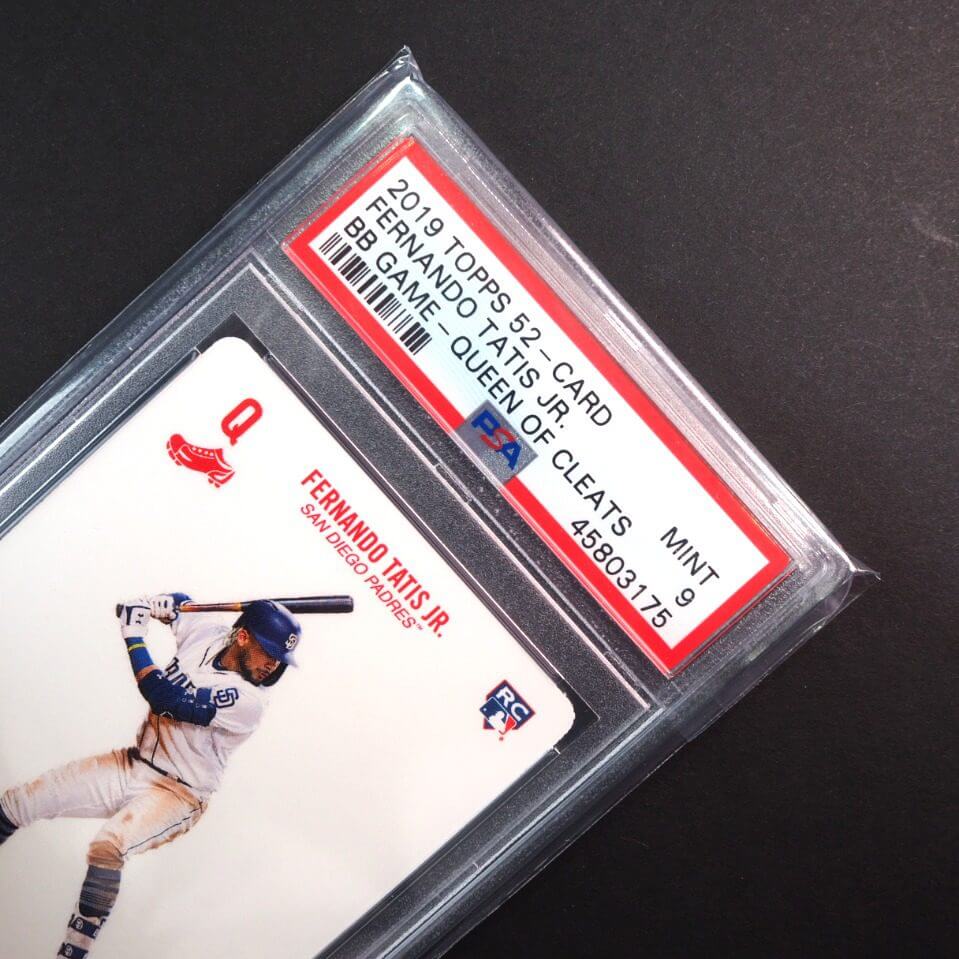 2019 TOPPS 52-CARD
FERNANDO TATIS JR.
BB GAME-QUEEN OF CLEATS
MINT
9
45803175
PSA
Q
FERNANDO TATIS JR.
SAN DIEGO PADRES™
RC
SD